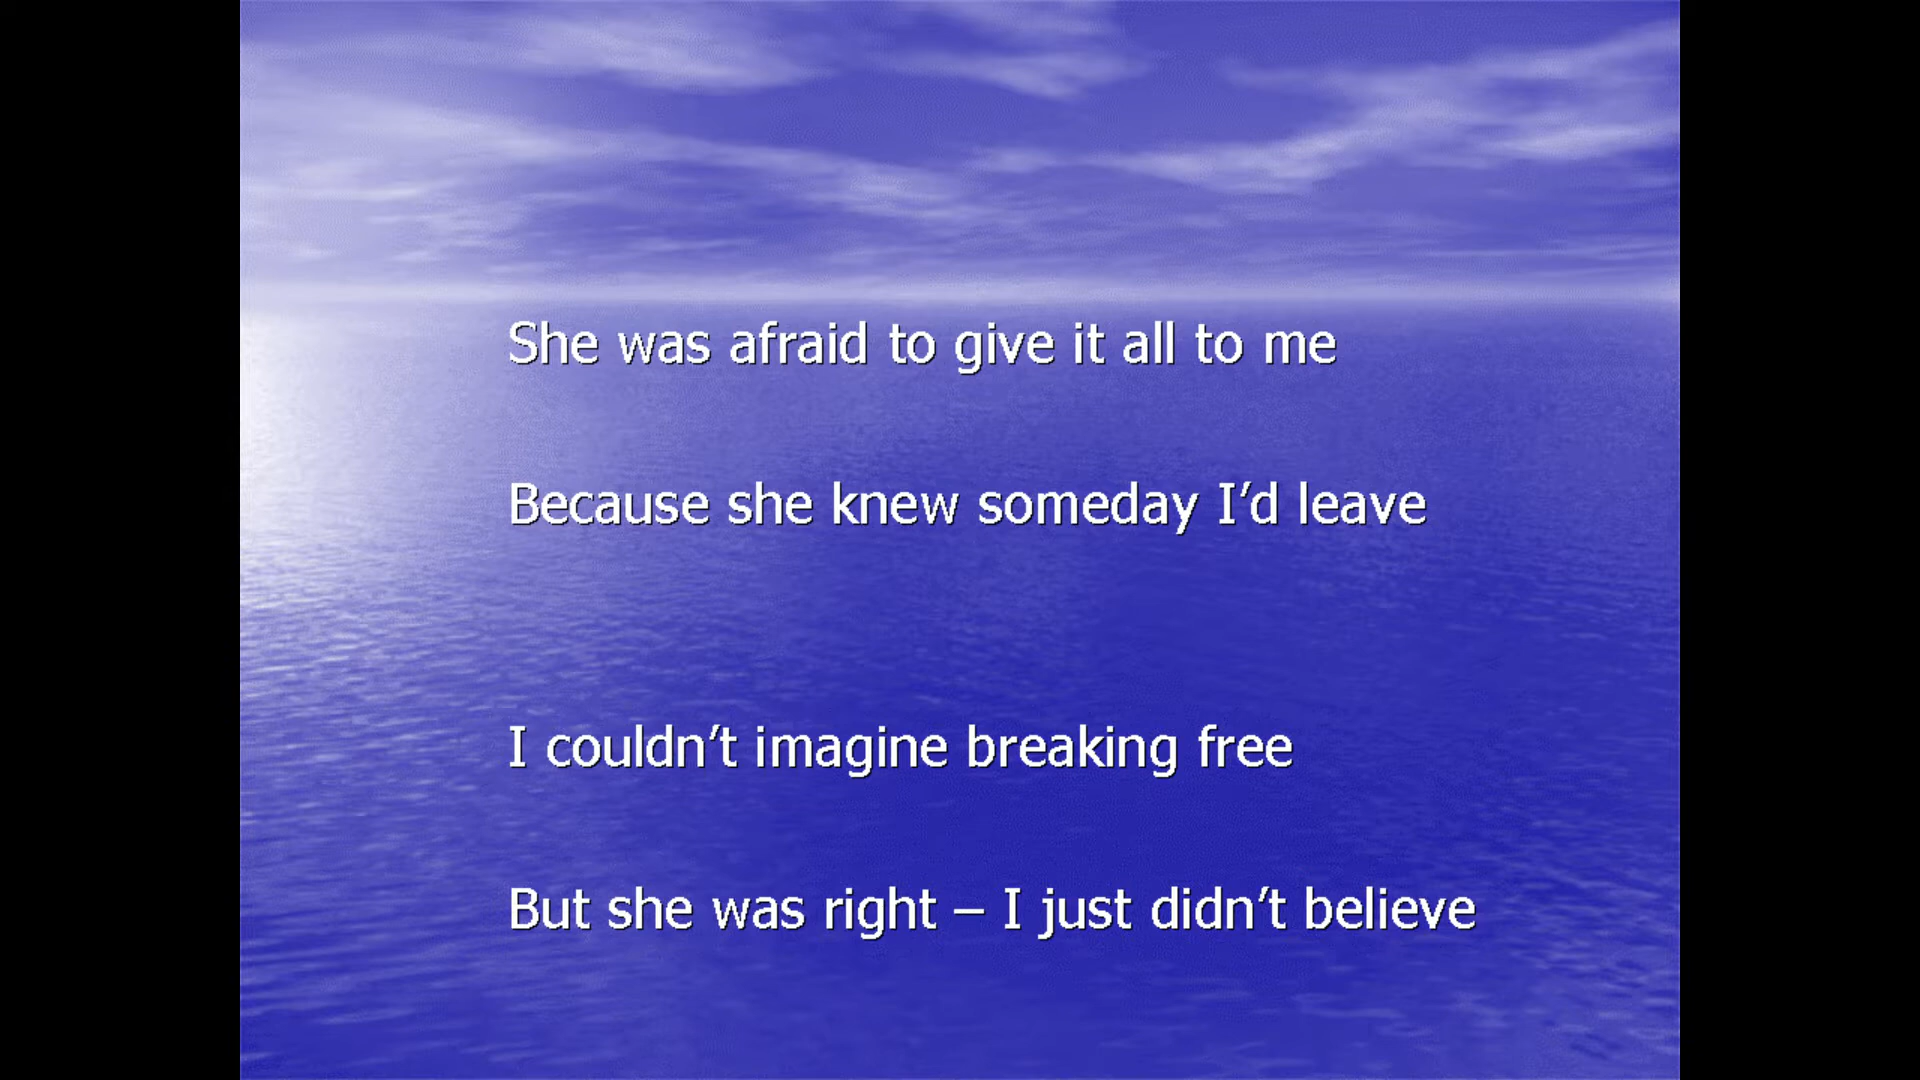 She was afraid to give it all to me
Because she knew someday I’d leave
I couldn’t imagine breaking free
But she was right – I just didn’t believe